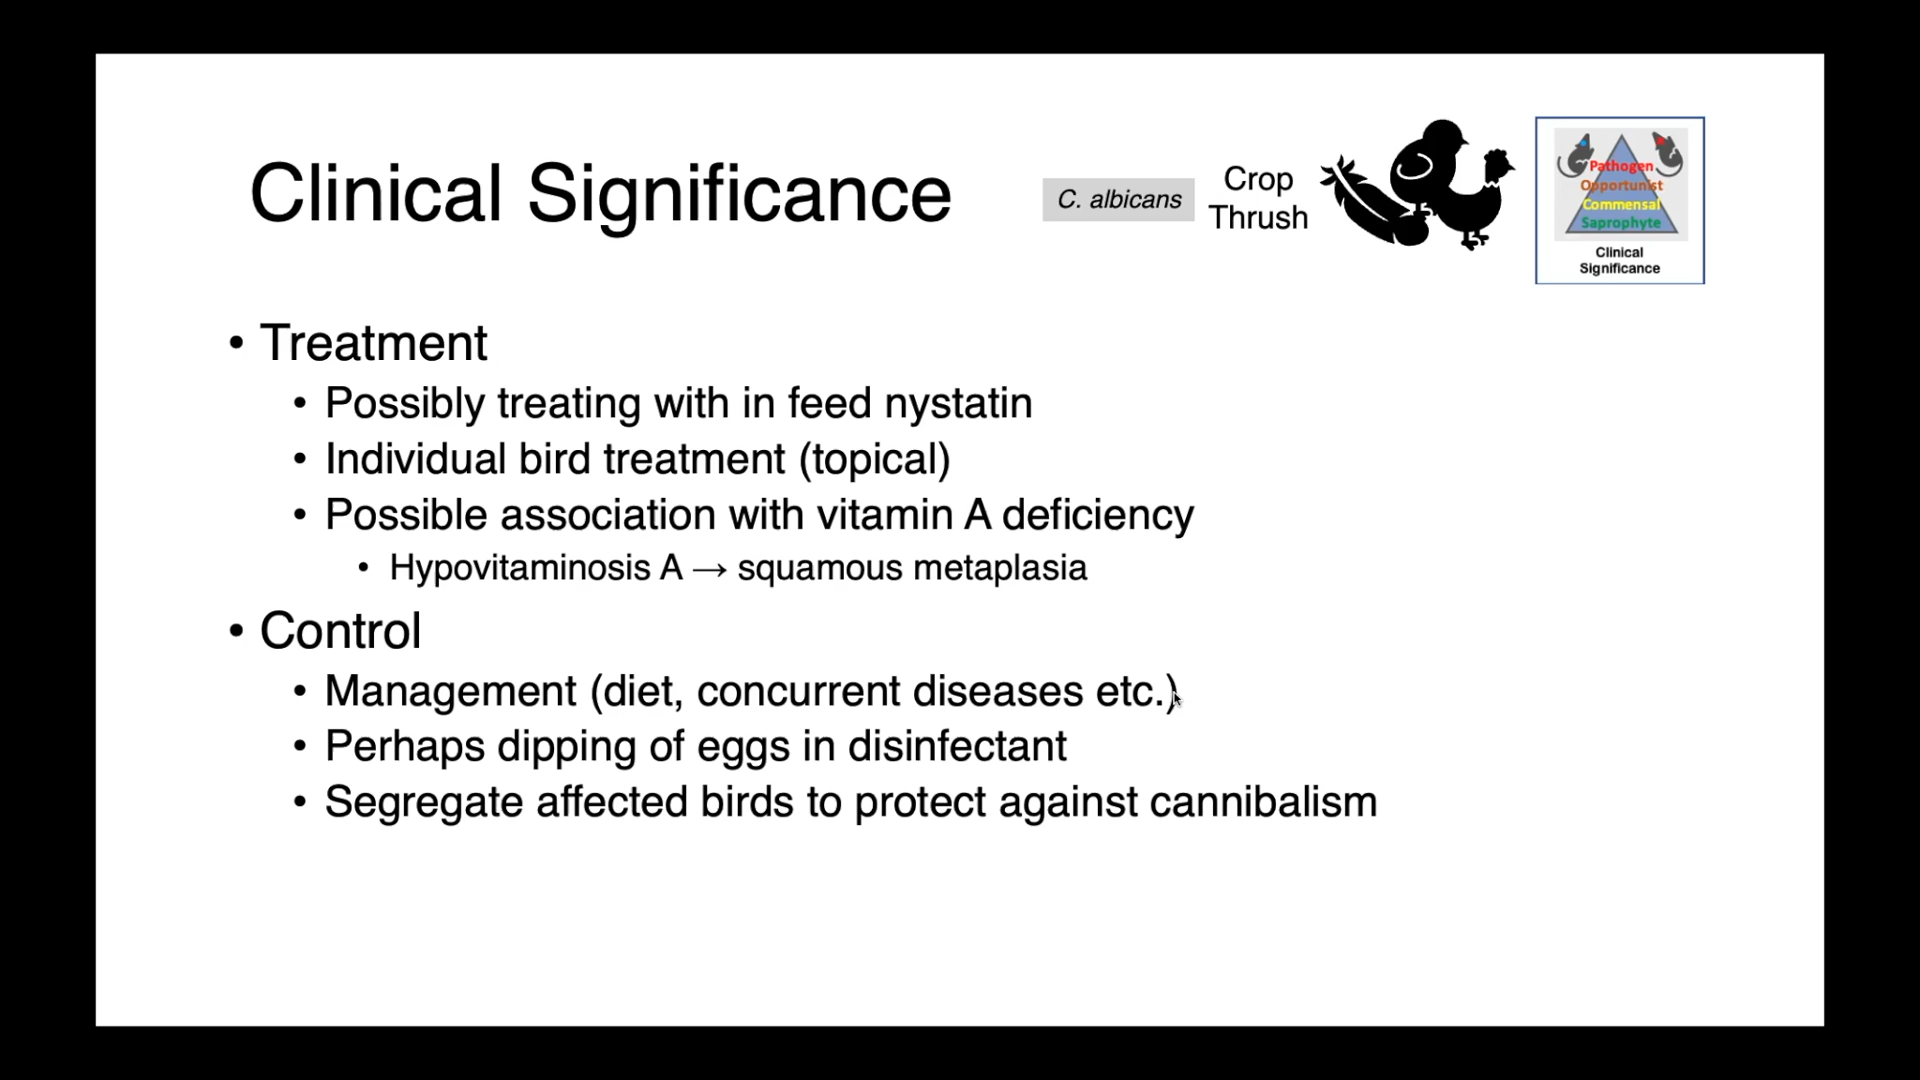 Clinical Significance
C. albicans
Crop
Thrush
Pathogen
Opportunist
Commensal
Saprophyte
Clinical
Significance
• Treatment
• Possibly treating with in feed nystatin
• Individual bird treatment (topical)
• Possible association with vitamin A deficiency
• Hypovitaminosis A → squamous metaplasia
• Control
• Management (diet, concurrent diseases etc.)
• Perhaps dipping of eggs in disinfectant
• Segregate affected birds to protect against cannibalism